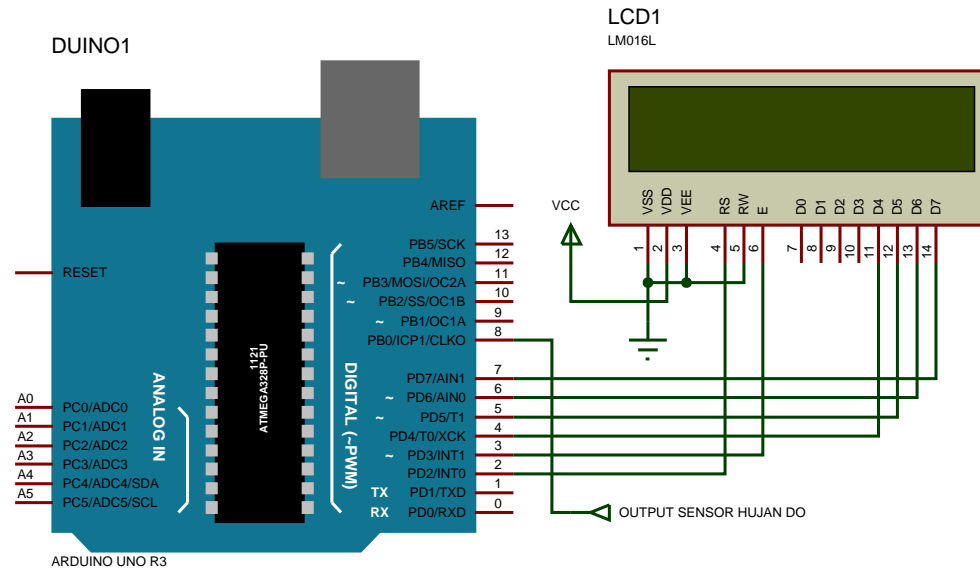 DUINO1
ARDUINO UNO R3
RESET
A0 PC0/ADC0
A1 PC1/ADC1
A2 PC2/ADC2
A3 PC3/ADC3
A4 PC4/ADC4/SDA
A5 PC5/ADC5/SCL
ANALOG IN
1121
ATMEGA328P-PU
DIGITAL (~PWM)
AREF
PB5/SCK 13
PB4/MISO 12
~ PB3/MOSI/OC2A 11
~ PB2/SS/OC1B 10
~ PB1/OC1A 9
PB0/ICP1/CLKO 8
PD7/AIN1 7
~ PD6/AIN0 6
~ PD5/T1 5
PD4/T0/XCK 4
~ PD3/INT1 3
PD2/INT0 2
TX PD1/TXD 1
RX PD0/RXD 0
LCD1
LM016L
VSS VDD VEE RS RW E D0 D1 D2 D3 D4 D5 D6 D7
1 2 3 4 5 6 7 8 9 10 11 12 13 14
VCC
OUTPUT SENSOR HUJAN DO